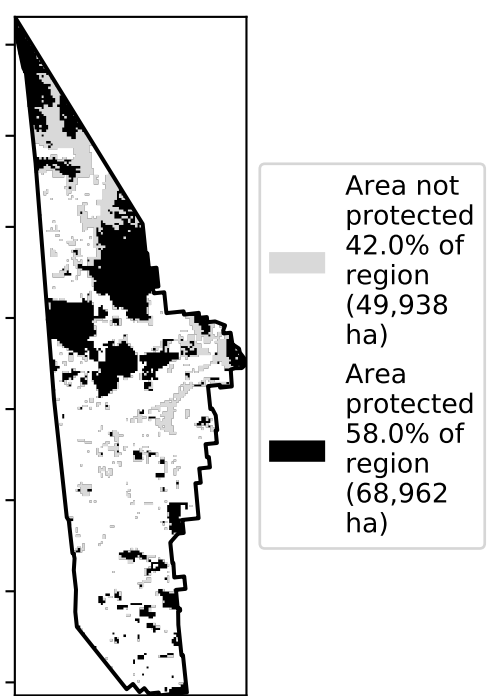 Area not
protected
42.0% of
region
(49,938
ha)
Area
protected
58.0% of
region
(68,962
ha)